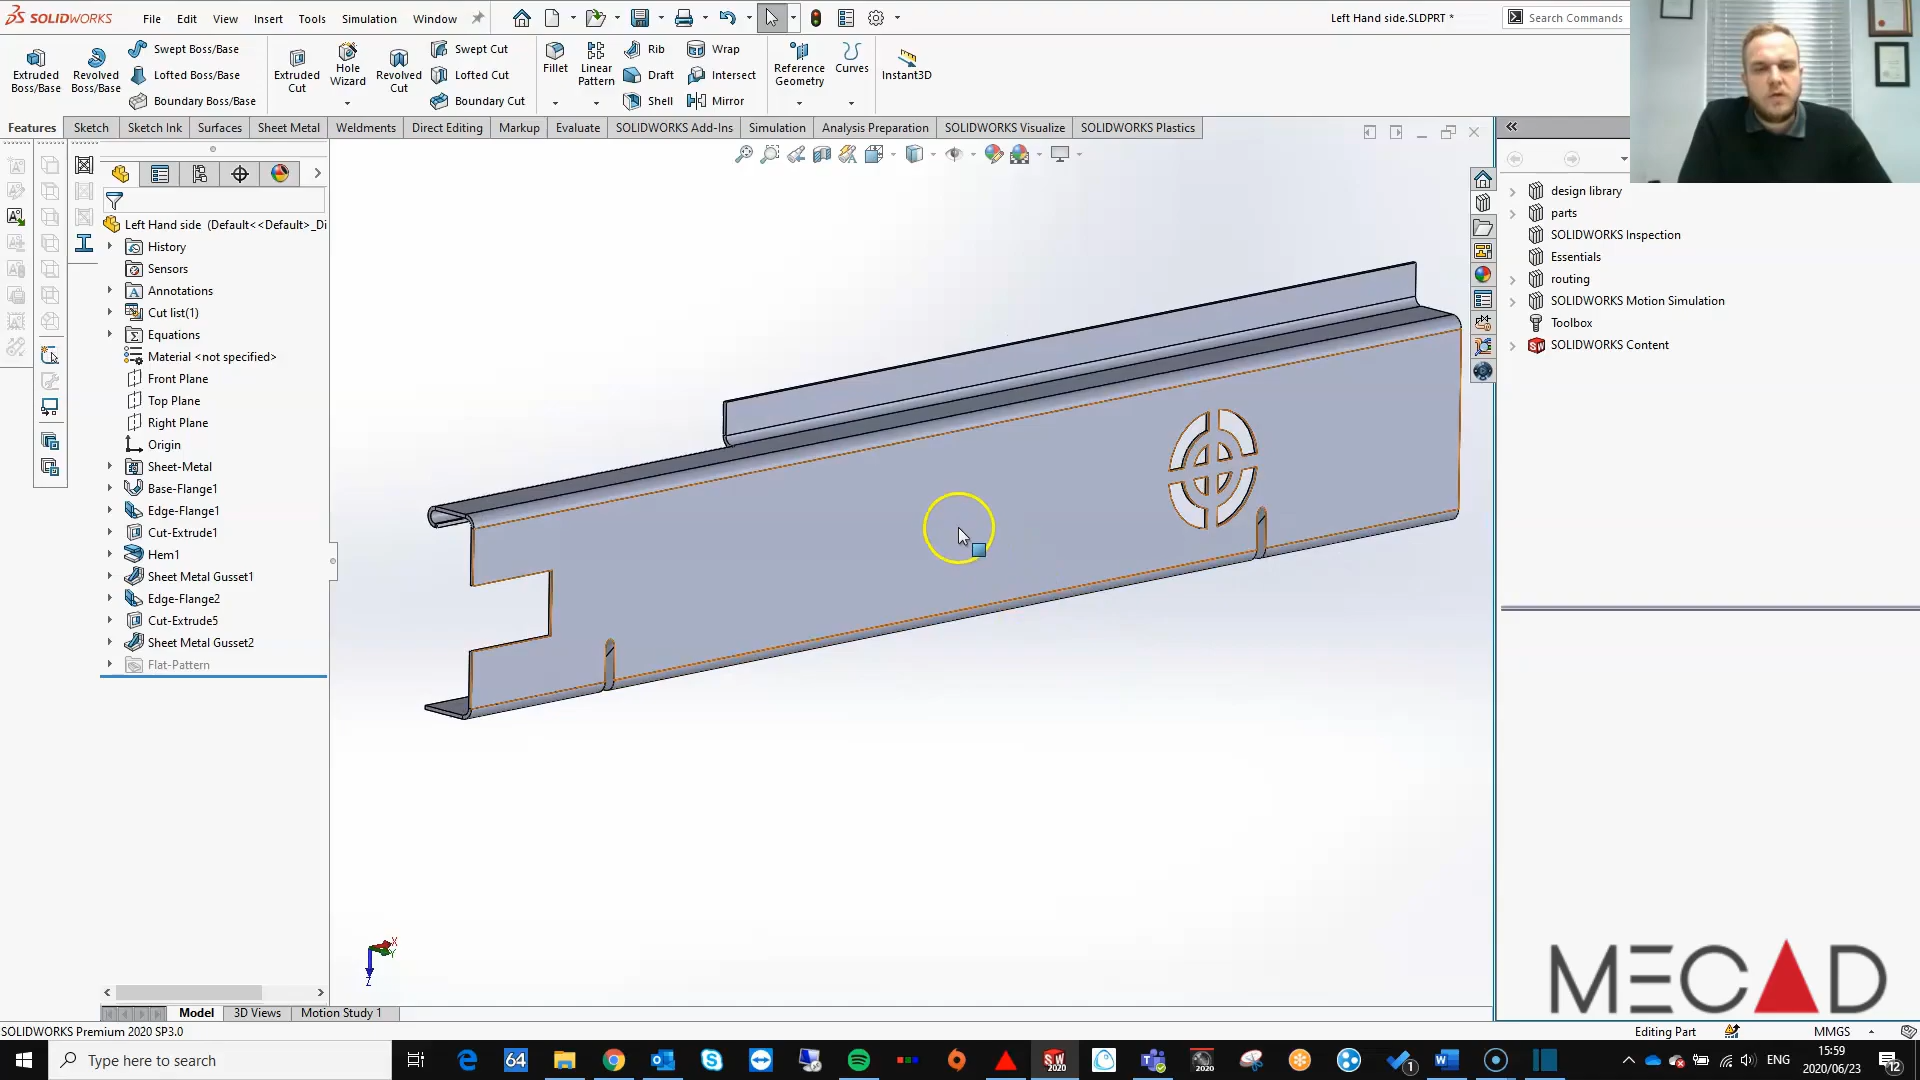 SOLIDWORKS
File Edit View Insert Tools Simulation Window
Left Hand side.SLDPRT *
Search Commands
Extruded Boss/Base
Revolved Boss/Base
Swept Boss/Base
Lofted Boss/Base
Boundary Boss/Base
Extruded Cut
Hole Wizard
Revolved Cut
Swept Cut
Lofted Cut
Boundary Cut
Fillet
Linear Pattern
Rib
Draft
Shell
Wrap
Intersect
Mirror
Reference Geometry
Curves
Instant3D
Features Sketch Sketch Ink Surfaces Sheet Metal Weldments Direct Editing Markup Evaluate SOLIDWORKS Add-Ins Simulation Analysis Preparation SOLIDWORKS Visualize SOLIDWORKS Plastics
Left Hand side (Default<<Default>_Di
History
Sensors
Annotations
Cut list(1)
Equations
Material <not specified>
Front Plane
Top Plane
Right Plane
Origin
Sheet-Metal
Base-Flange1
Edge-Flange1
Cut-Extrude1
Hem1
Sheet Metal Gusset1
Edge-Flange2
Cut-Extrude5
Sheet Metal Gusset2
Flat-Pattern
design library
parts
SOLIDWORKS Inspection
Essentials
routing
SOLIDWORKS Motion Simulation
Toolbox
SOLIDWORKS Content
X
Y
Z
MECAD
Model 3D Views Motion Study 1
SOLIDWORKS Premium 2020 SP3.0
Editing Part
MMGS
Type here to search
64
SW
2020
2020
1
ENG
15:59
2020/06/23
12